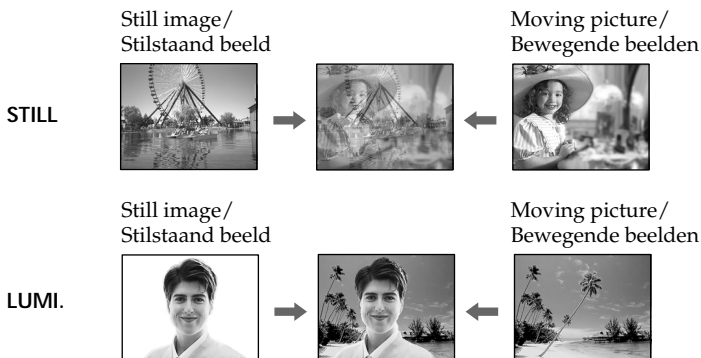 Still image/
Stilstaand beeld
Moving picture/
Bewegende beelden
STILL
Still image/
Stilstaand beeld
Moving picture/
Bewegende beelden
LUMI.